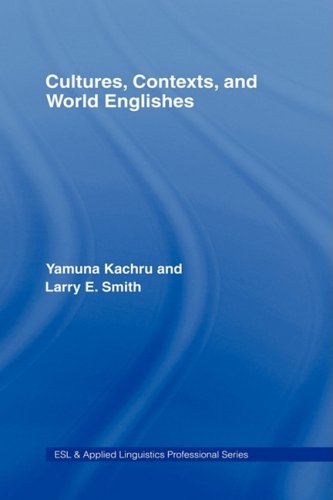 Cultures, Contexts, and
World Englishes
Yamuna Kachru and
Larry E. Smith
ESL & Applied Linguistics Professional Series